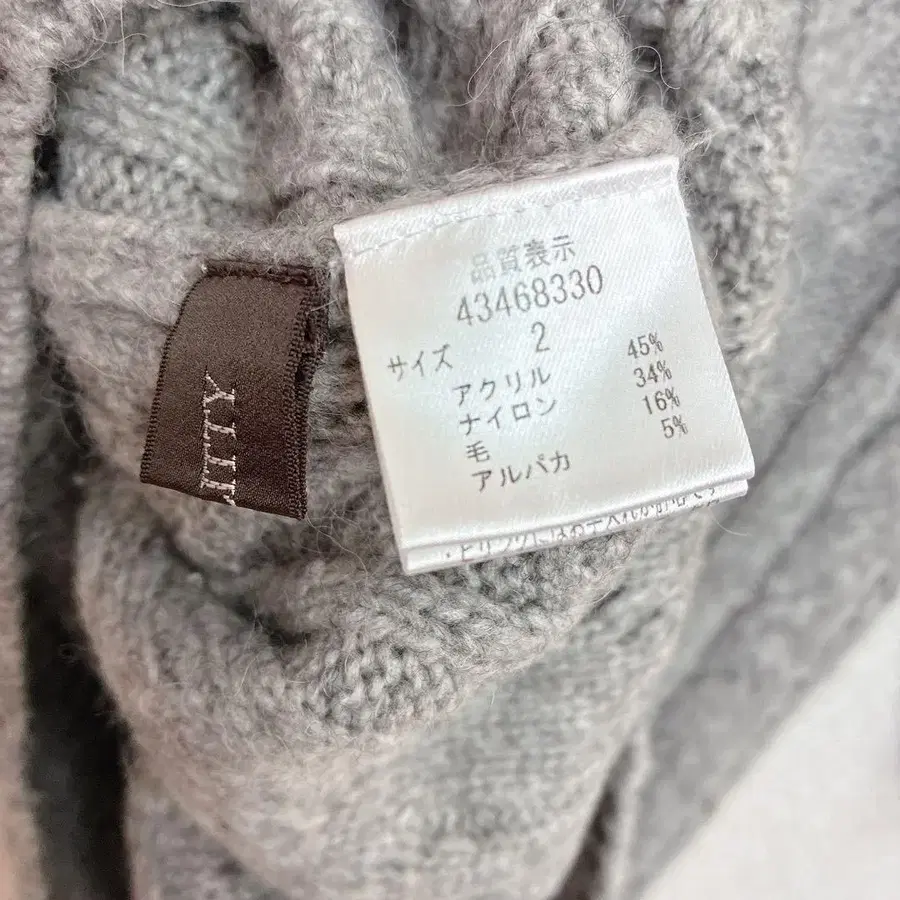 品質表示
43468330
サイズ 2
アクリル 45%
ナイロン 34%
毛 16%
アルパカ 5%